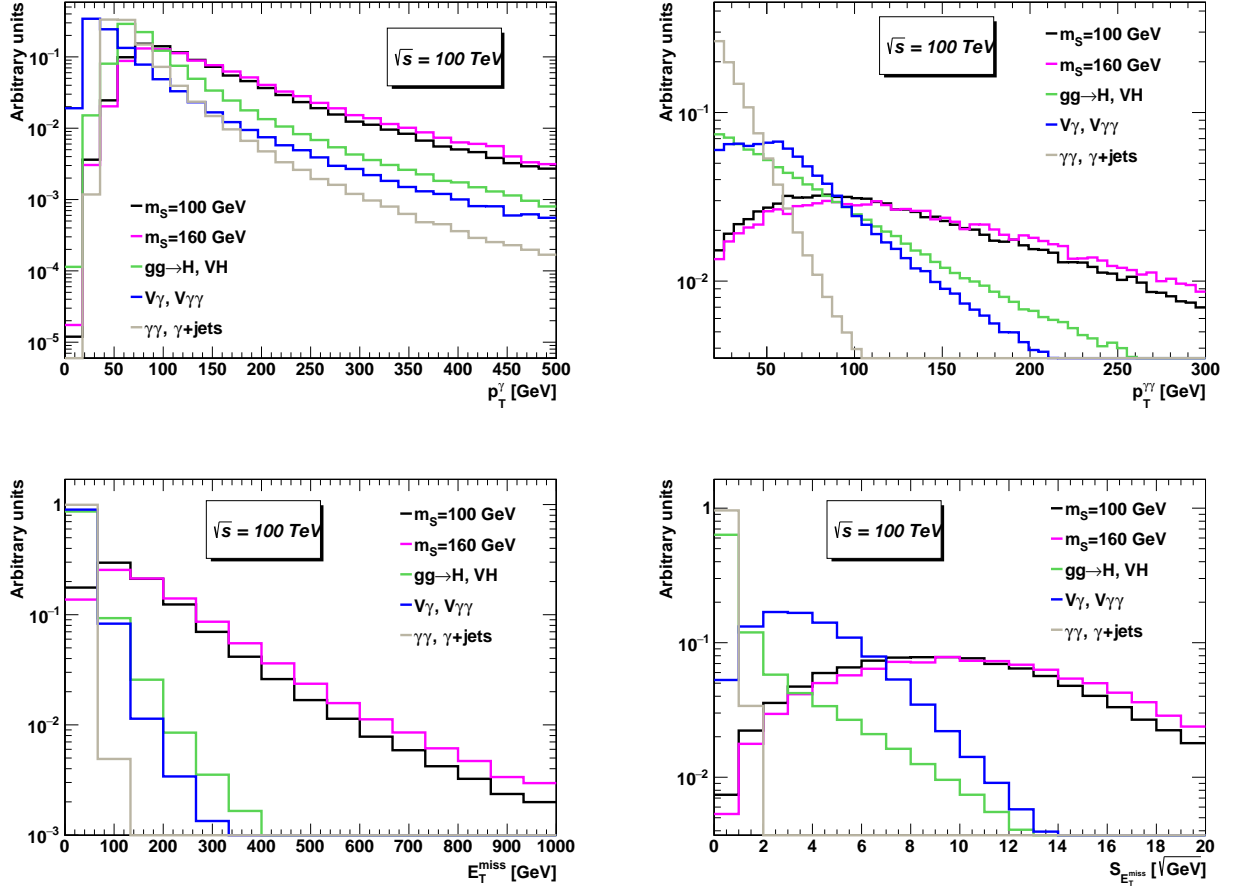 Arbitrary units
√s = 100 TeV
m_S=100 GeV
m_S=160 GeV
gg→H, VH
Vγ, Vγγ
γγ, γ+jets
10⁻¹
10⁻²
10⁻³
10⁻⁴
10⁻⁵
0 50 100 150 200 250 300 350 400 450 500
p_T^γ [GeV]
Arbitrary units
√s = 100 TeV
m_S=100 GeV
m_S=160 GeV
gg→H, VH
Vγ, Vγγ
γγ, γ+jets
10⁻¹
10⁻²
50 100 150 200 250 300
p_T^γγ [GeV]
Arbitrary units
√s = 100 TeV
m_S=100 GeV
m_S=160 GeV
gg→H, VH
Vγ, Vγγ
γγ, γ+jets
1
10⁻¹
10⁻²
10⁻³
0 100 200 300 400 500 600 700 800 900 1000
E_T^miss [GeV]
Arbitrary units
√s = 100 TeV
m_S=100 GeV
m_S=160 GeV
gg→H, VH
Vγ, Vγγ
γγ, γ+jets
1
10⁻¹
10⁻²
0 2 4 6 8 10 12 14 16 18 20
S_E_T^miss [√GeV]